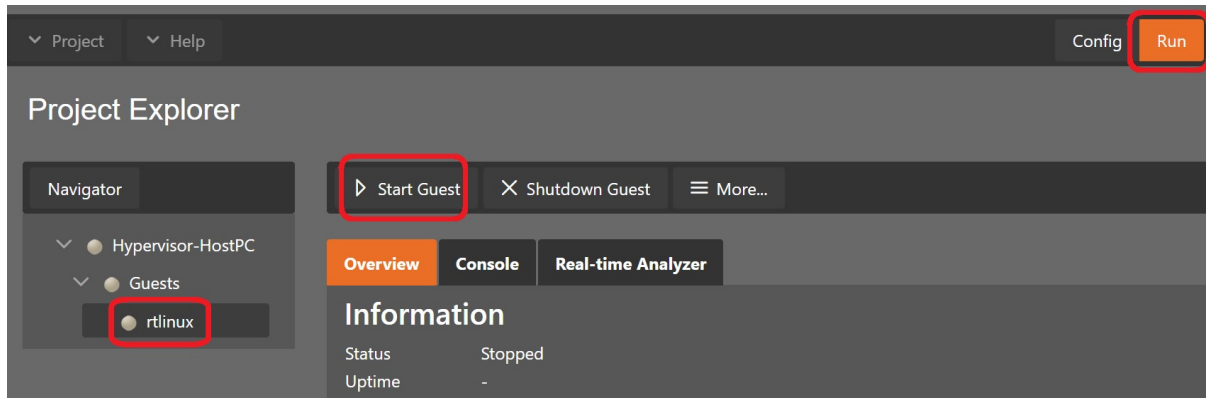 Project Help Config Run
Project Explorer
Navigator
Start Guest Shutdown Guest More...
Hypervisor-HostPC
Guests
rtlinux
Overview Console Real-time Analyzer
Information
Status Stopped
Uptime -